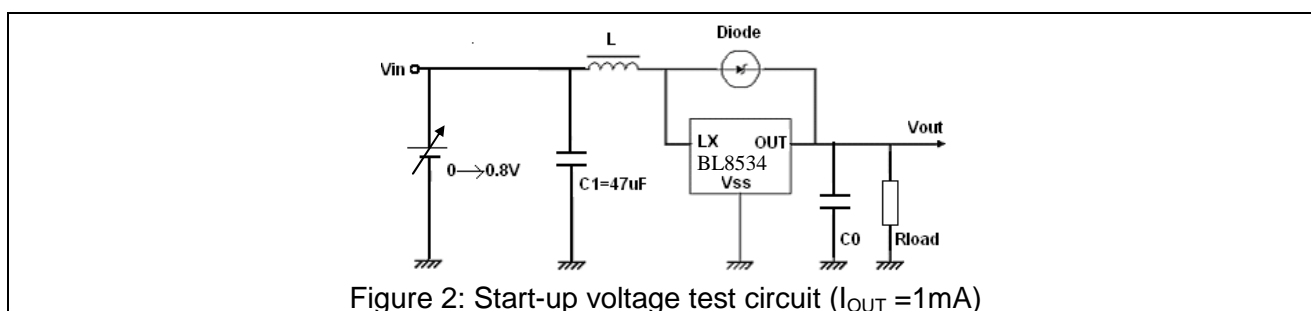 Diode
L
Vin
LX OUT
BL8534
Vss
Vout
0→0.8V
C1=47uF
C0
Rload
Figure 2: Start-up voltage test circuit (IOUT =1mA)